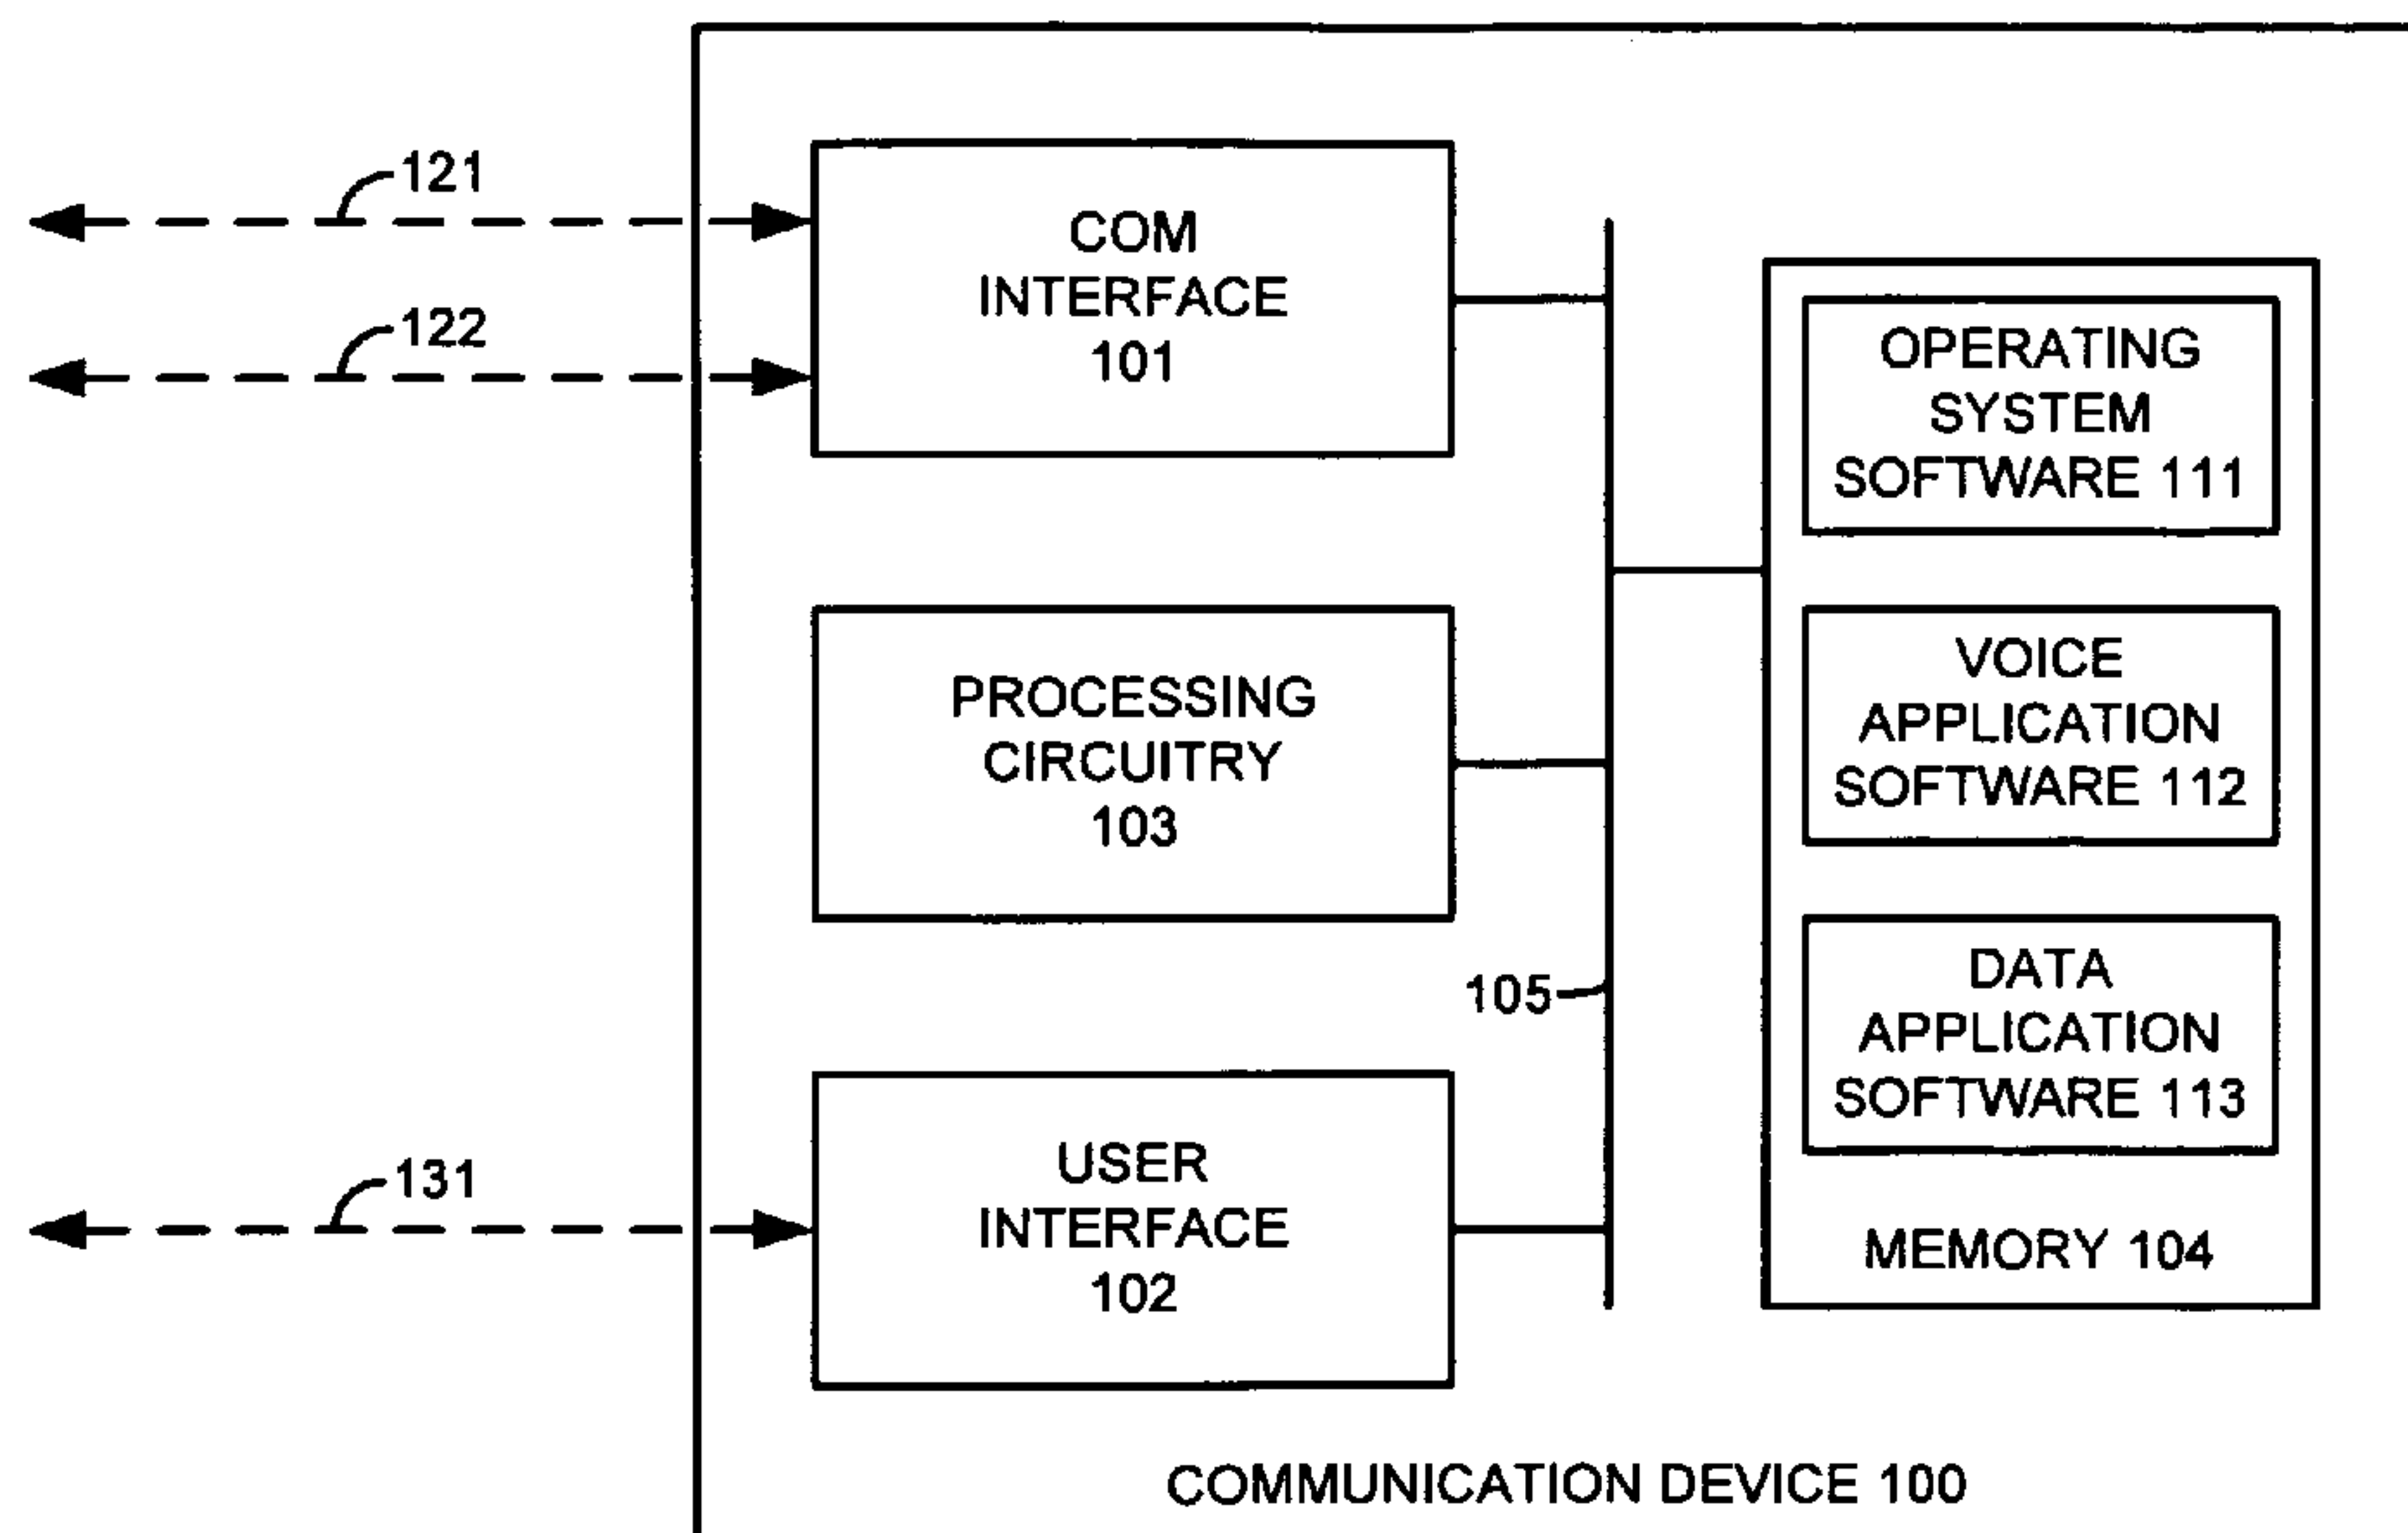 121
122
COM
INTERFACE
101
PROCESSING
CIRCUITRY
103
131
USER
INTERFACE
102
105
OPERATING
SYSTEM
SOFTWARE 111
VOICE
APPLICATION
SOFTWARE 112
DATA
APPLICATION
SOFTWARE 113
MEMORY 104
COMMUNICATION DEVICE 100